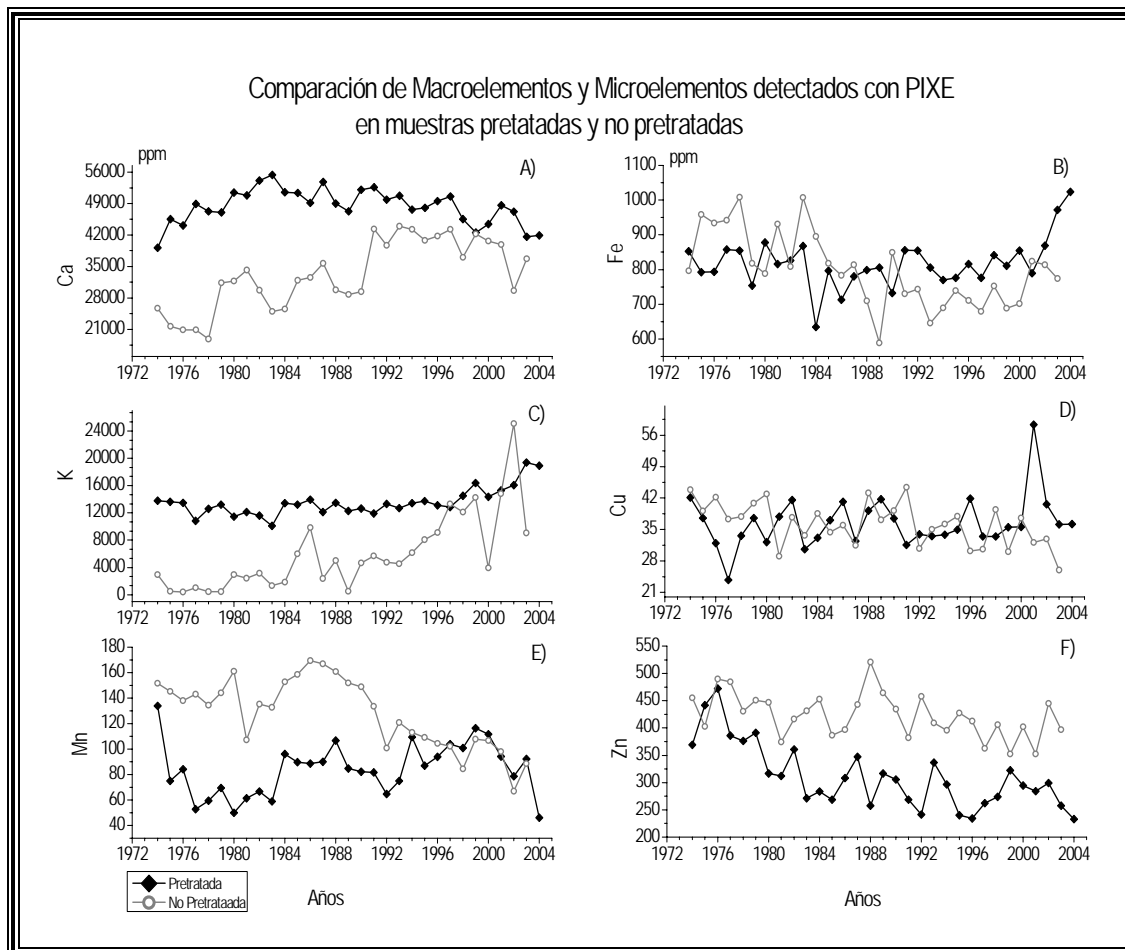 Comparación de Macroelementos y Microelementos detectados con PIXE
en muestras pretatadas y no pretratadas
ppm
A)
56000
49000
42000
35000
28000
21000
Ca
1972 1976 1980 1984 1988 1992 1996 2000 2004
ppm
B)
1100
1000
900
800
700
600
Fe
1972 1976 1980 1984 1988 1992 1996 2000 2004
C)
24000
20000
16000
12000
8000
4000
0
K
1972 1976 1980 1984 1988 1992 1996 2000 2004
D)
56
49
42
35
28
21
Cu
1972 1976 1980 1984 1988 1992 1996 2000 2004
E)
180
160
140
120
100
80
60
40
Mn
1972 1976 1980 1984 1988 1992 1996 2000 2004
F)
550
500
450
400
350
300
250
200
Zn
1972 1976 1980 1984 1988 1992 1996 2000 2004
Pretratada
No Pretrataada
Años
Años